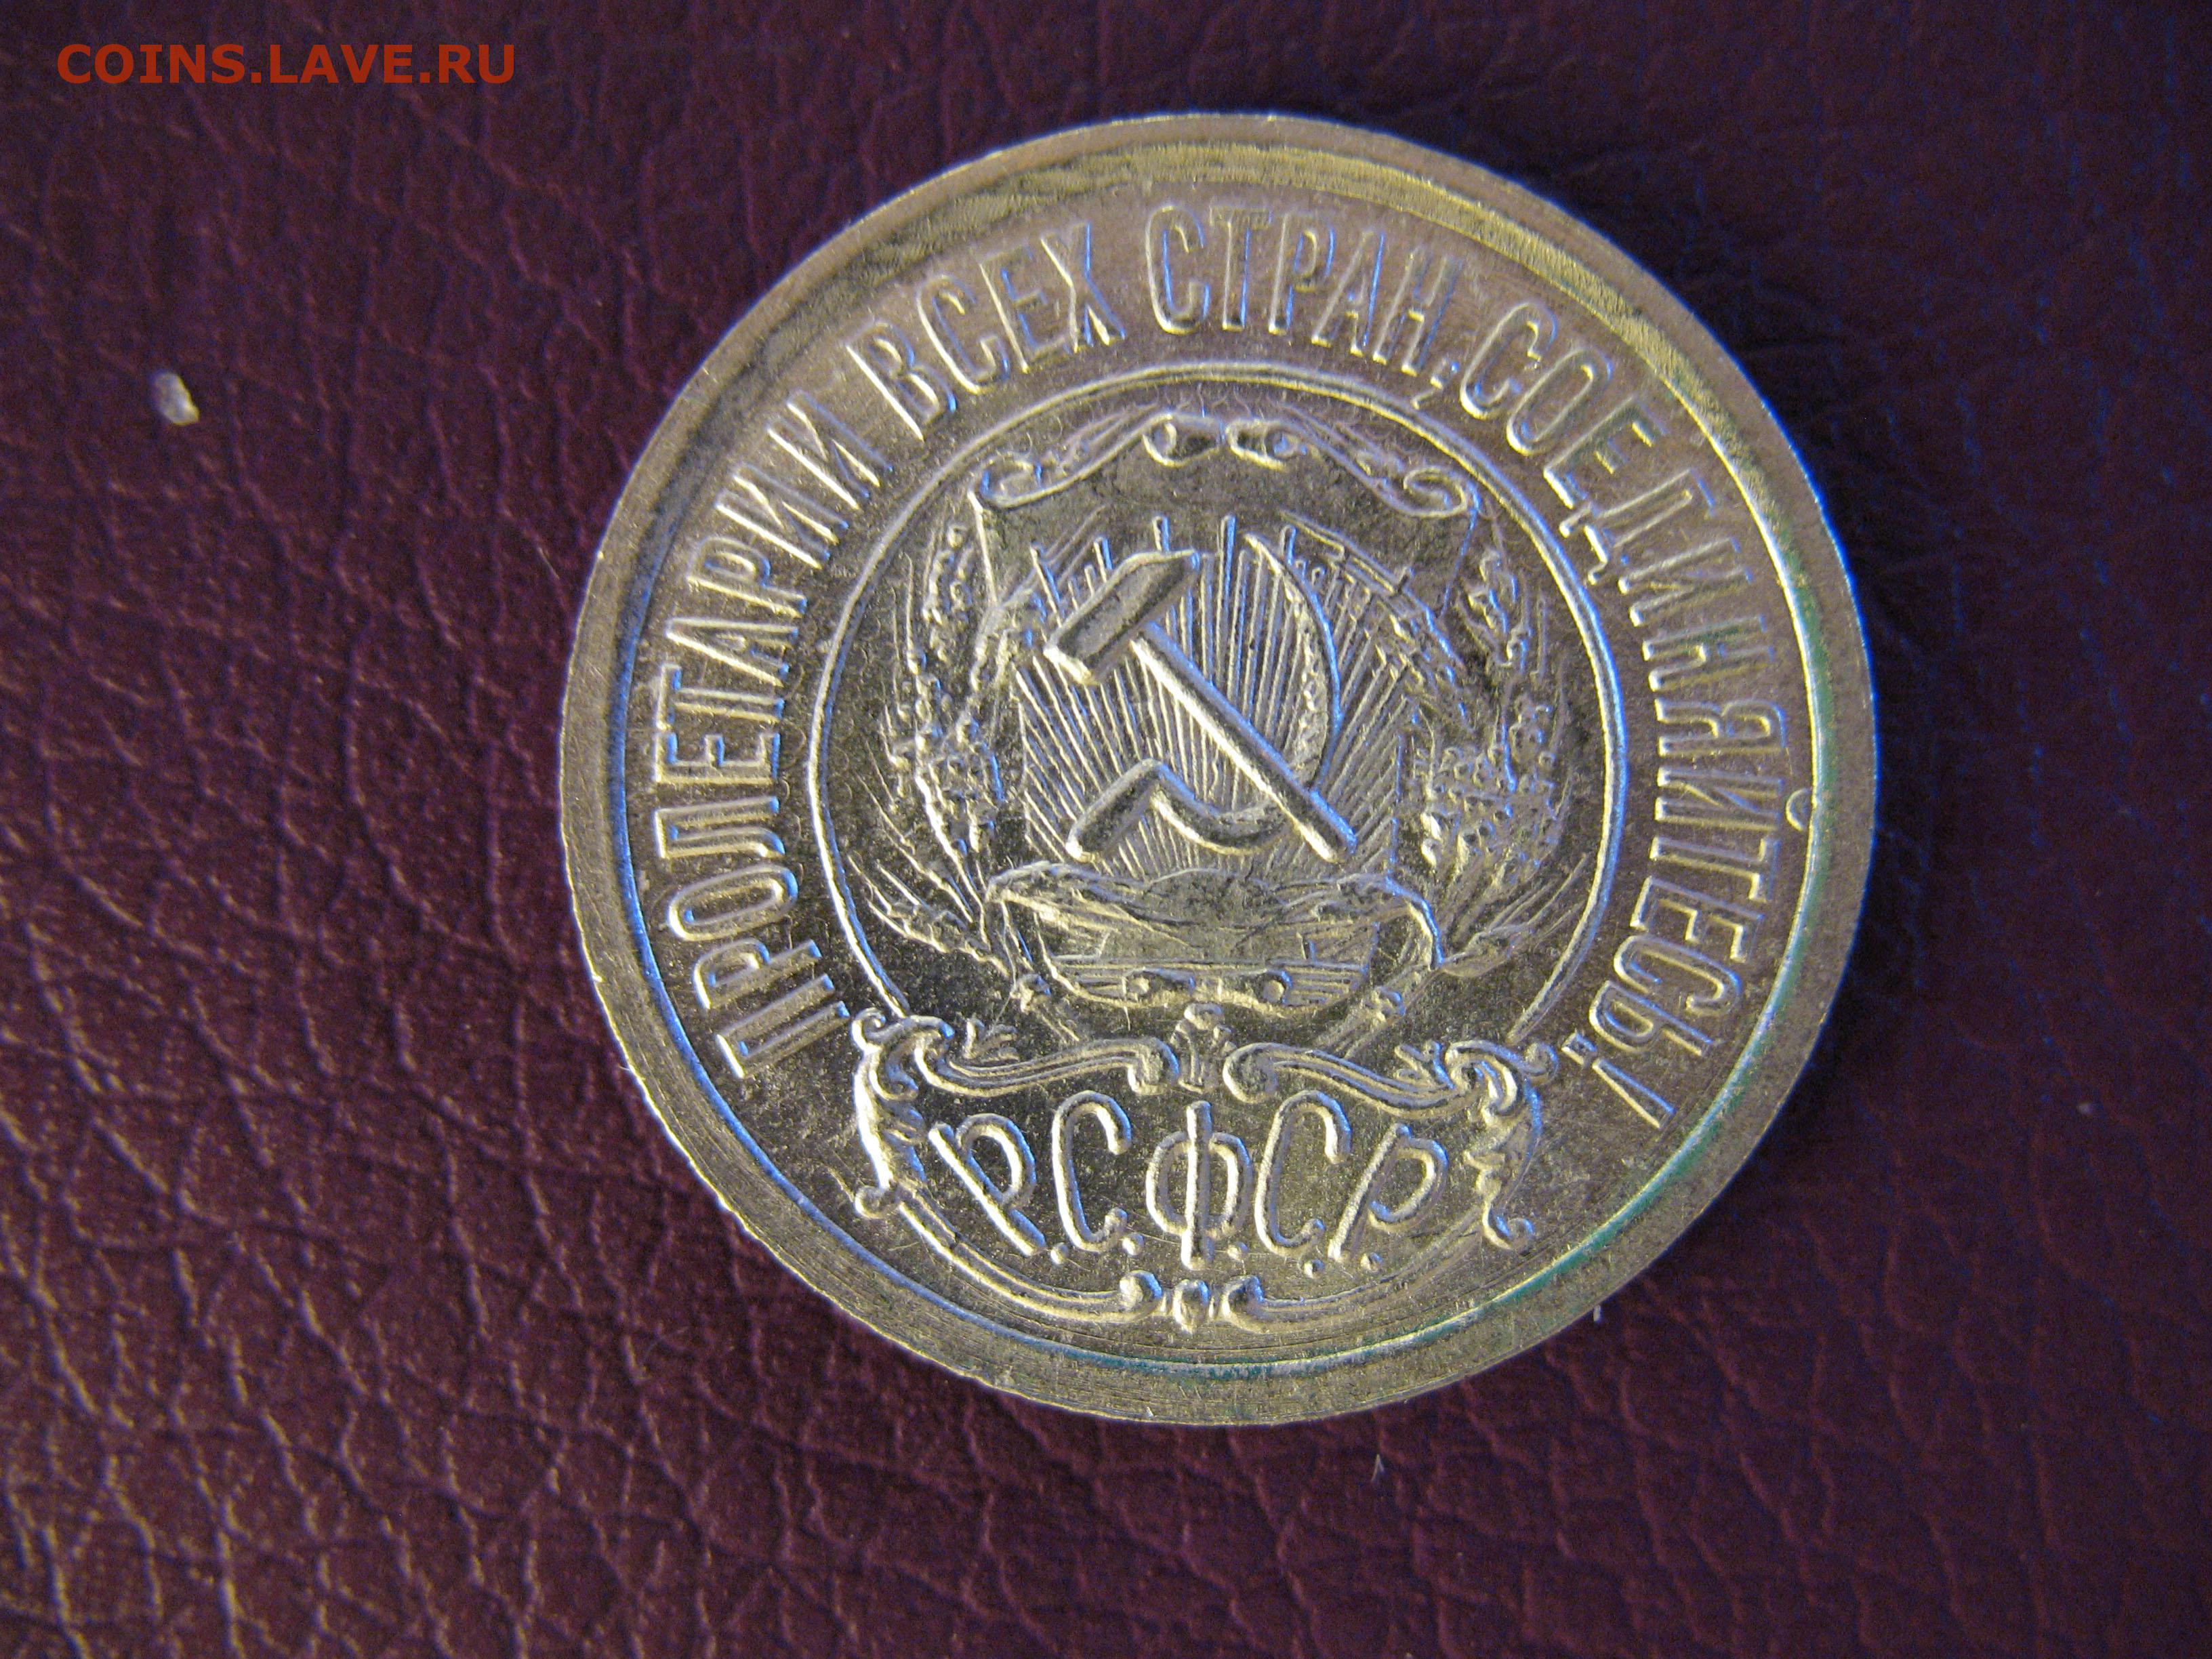 COINS.LAVE.RU
ПРОЛЕТАРИИ ВСЕХ СТРАН, СОЕДИНЯЙТЕСЬ!
Р.С.Ф.С.Р.